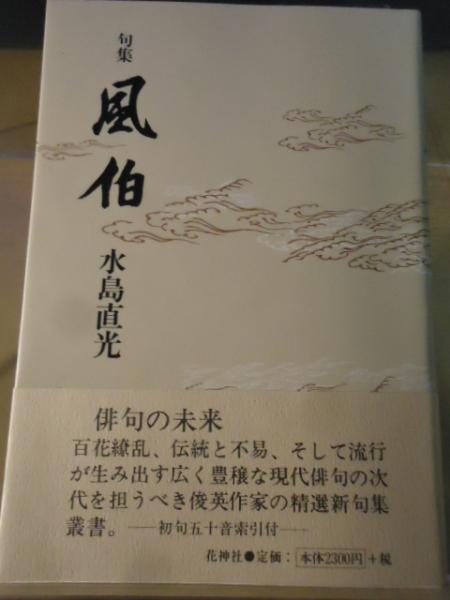 句集
風伯
水島直光
俳句の未来
百花繚乱、伝統と不易、そして流行
が生み出す広く豊穣な現代俳句の次
代を担うべき俊英作家の精選新句集
叢書。──初句五十音索引付──
花神社●定価：本体2300円＋税